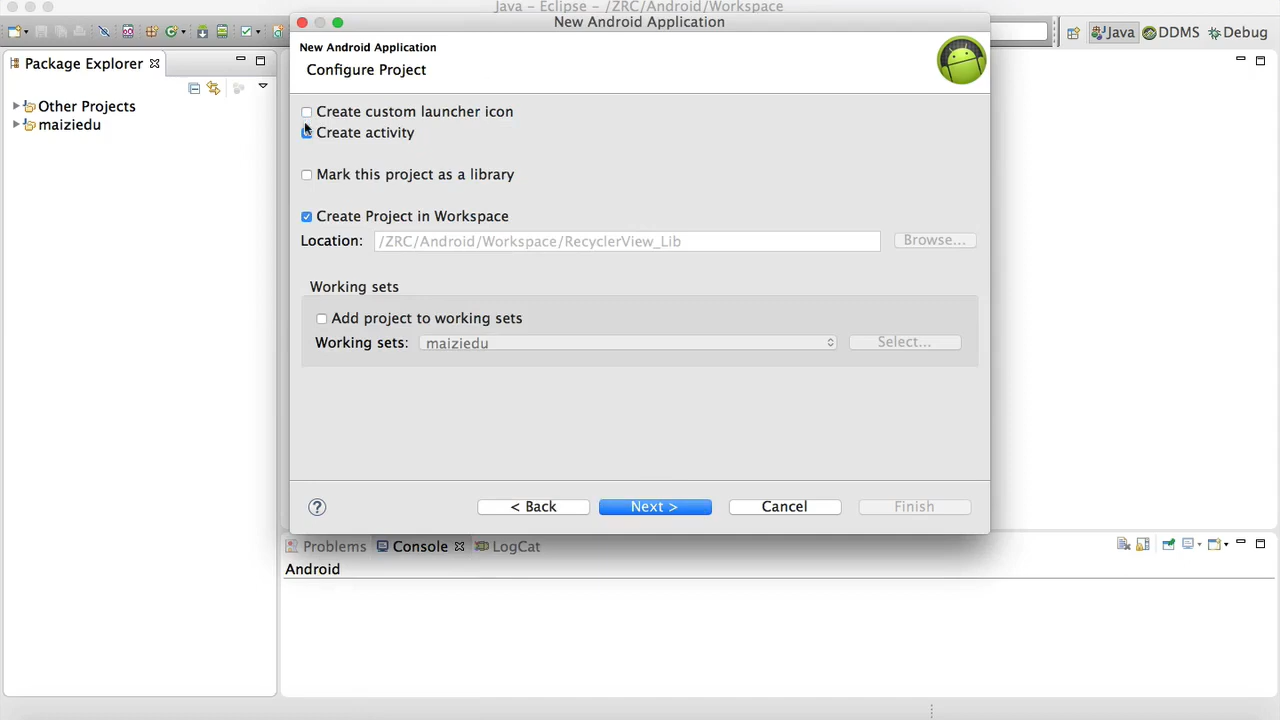 Java – Eclipse – /ZRC/Android/Workspace
New Android Application
Java
DDMS
Debug
Package Explorer
New Android Application
Configure Project
Other Projects
maiziedu
Create custom launcher icon
Create activity
Mark this project as a library
Create Project in Workspace
Location: /ZRC/Android/Workspace/RecyclerView_Lib Browse...
Working sets
Add project to working sets
Working sets: maiziedu Select...
? < Back Next > Cancel Finish
Problems Console LogCat
Android